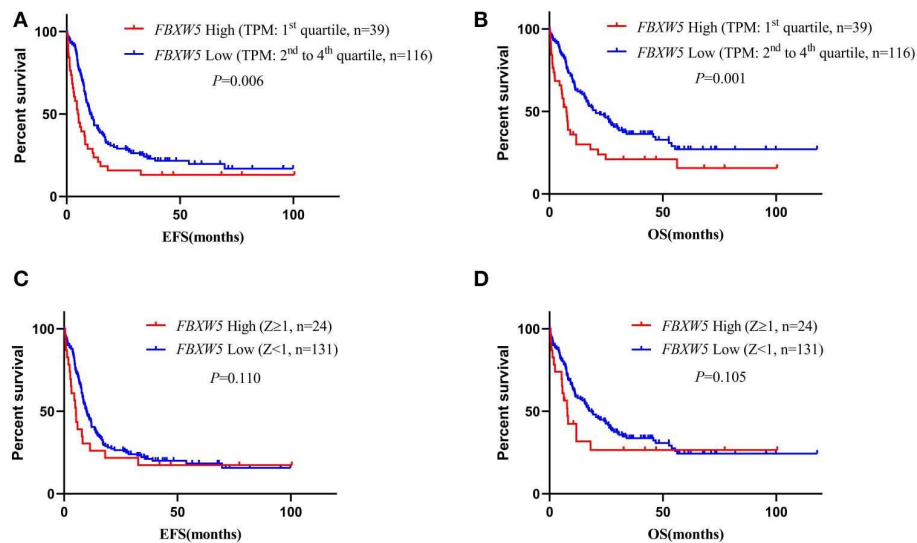 A
FBXW5 High (TPM: 1st quartile, n=39)
FBXW5 Low (TPM: 2nd to 4th quartile, n=116)
P=0.006
Percent survival
100
50
0
0
50
100
EFS(months)
B
FBXW5 High (TPM: 1st quartile, n=39)
FBXW5 Low (TPM: 2nd to 4th quartile, n=116)
P=0.001
Percent survival
100
50
0
0
50
100
OS(months)
C
FBXW5 High (Z≥1, n=24)
FBXW5 Low (Z<1, n=131)
P=0.110
Percent survival
100
50
0
0
50
100
EFS(months)
D
FBXW5 High (Z≥1, n=24)
FBXW5 Low (Z<1, n=131)
P=0.105
Percent survival
100
50
0
0
50
100
OS(months)